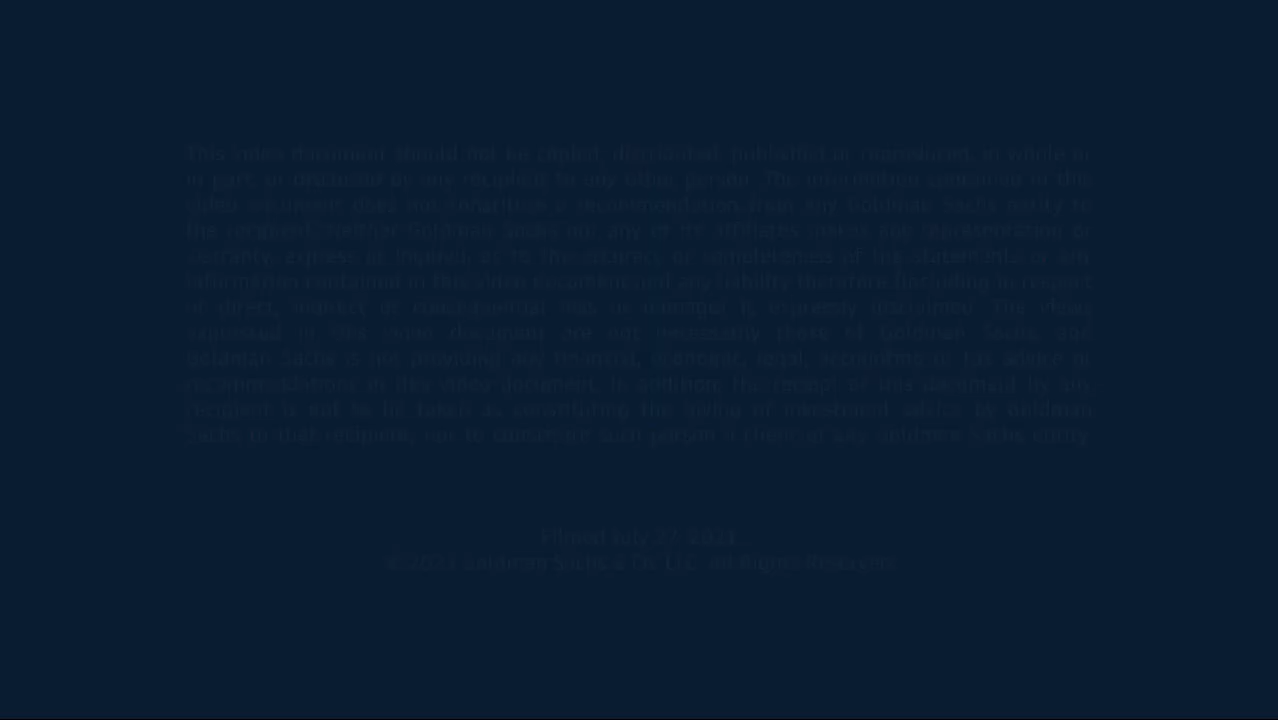 This video document should not be copied, distributed, published or reproduced, in whole or
in part, or disclosed by any recipient to any other person. The information contained in this
video document does not constitute a recommendation from any Goldman Sachs entity to
the recipient. Neither Goldman Sachs nor any of its affiliates makes any representation or
warranty, express or implied, as to the accuracy or completeness of the statements or any
information contained in this video document and any liability therefore (including in respect
of direct, indirect or consequential loss or damage) is expressly disclaimed. The views
expressed in this video document are not necessarily those of Goldman Sachs, and
Goldman Sachs is not providing any financial, economic, legal, accounting or tax advice or
recommendations in this video document. In addition, the receipt of this document by any
recipient is not to be taken as constituting the giving of investment advice by Goldman
Sachs to that recipient, nor to constitute such person a client of any Goldman Sachs entity.
Filmed July 27, 2021
© 2021 Goldman Sachs & Co. LLC. All Rights Reserved.